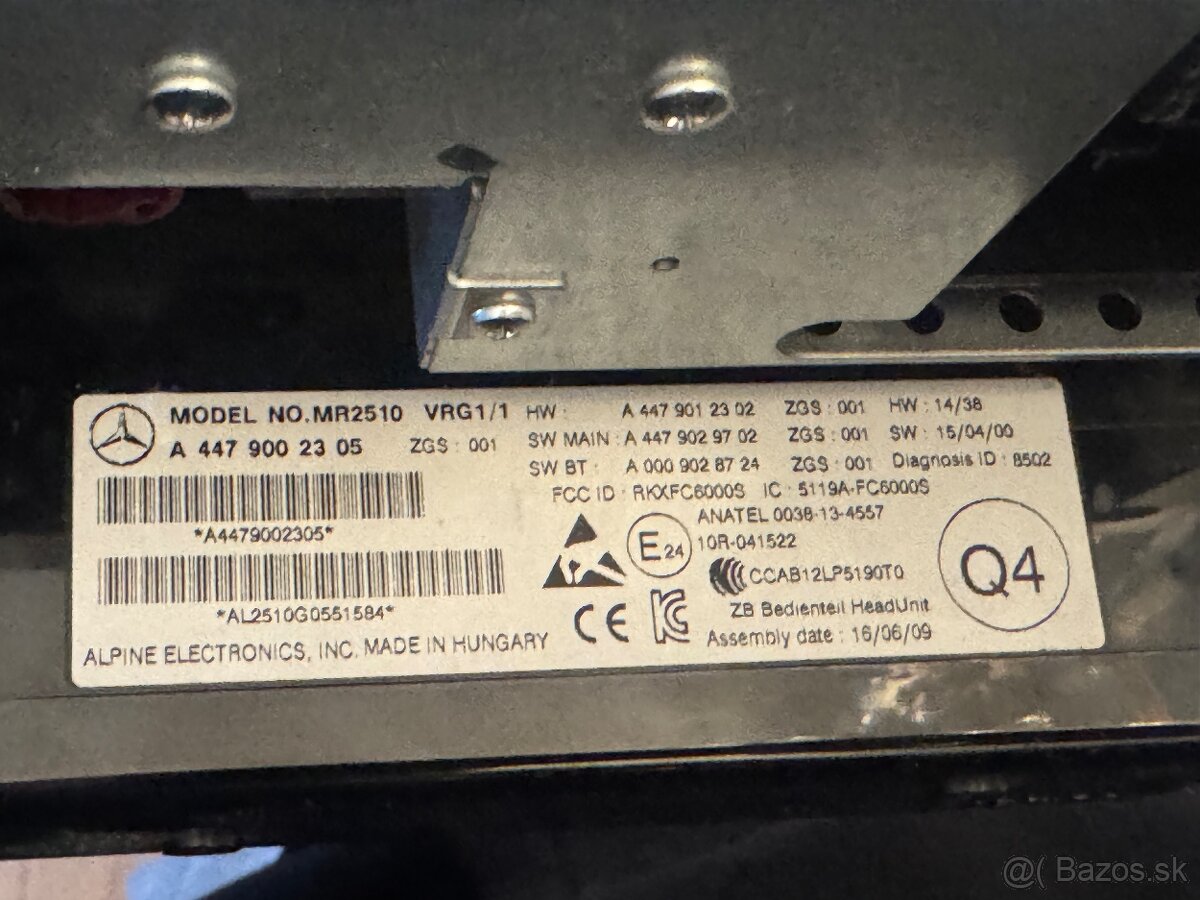 MODEL NO.MR2510 VRG1/1 HW : A 447 901 23 02 ZGS : 001 HW : 14/38
A 447 900 23 05 ZGS : 001 SW MAIN : A 447 902 97 02 ZGS : 001 SW : 15/04/00
SW BT : A 000 902 87 24 ZGS : 001 Diagnosis ID : 8502
FCC ID : RKXFC6000S IC : 5119A-FC6000S
ANATEL 0038-13-4557
*A4479002305*
E24 10R-041522
CCAB12LP5190T0
Q4
*AL2510G0551584*
CE KC ZB Bedienteil HeadUnit
ALPINE ELECTRONICS, INC. MADE IN HUNGARY Assembly date : 16/06/09
@( Bazos.sk